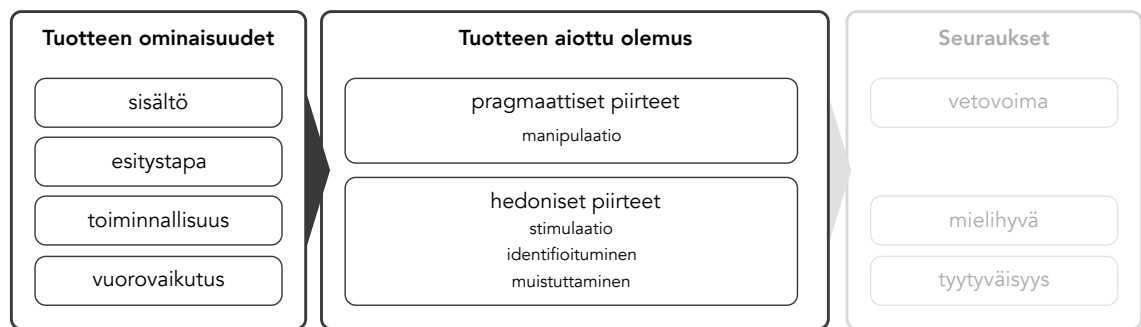 Tuotteen ominaisuudet
sisältö
esitystapa
toiminnallisuus
vuorovaikutus
Tuotteen aiottu olemus
pragmaattiset piirteet
manipulaatio
hedoniset piirteet
stimulaatio
identifioituminen
muistuttaminen
Seuraukset
vetovoima
mielihyvä
tyytyväisyys